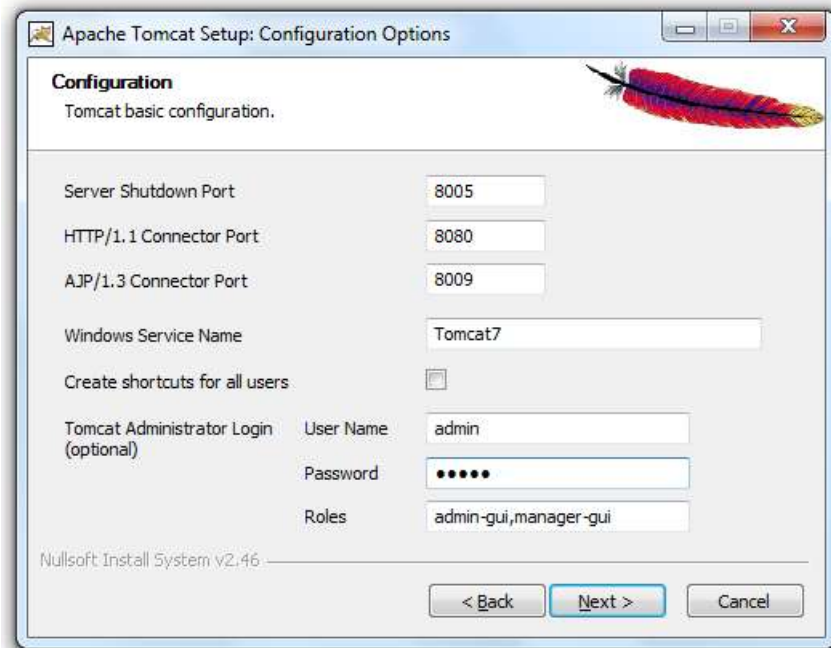 Apache Tomcat Setup: Configuration Options
Configuration
Tomcat basic configuration.
Server Shutdown Port 8005
HTTP/1.1 Connector Port 8080
AJP/1.3 Connector Port 8009
Windows Service Name Tomcat7
Create shortcuts for all users
Tomcat Administrator Login User Name admin
(optional)
Password •••••
Roles admin-gui,manager-gui
Nullsoft Install System v2.46
< Back Next > Cancel